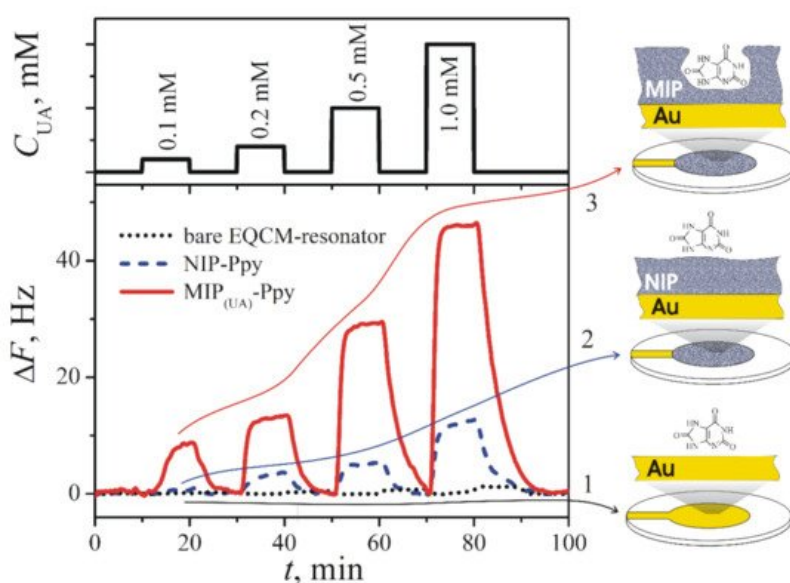 C_UA, mM
0.1 mM
0.2 mM
0.5 mM
1.0 mM
MIP
Au
3
bare EQCM-resonator
NIP-Ppy
MIP(UA)-Ppy
40
20
0
ΔF, Hz
NIP
Au
2
Au
1
0 20 40 60 80 100
t, min